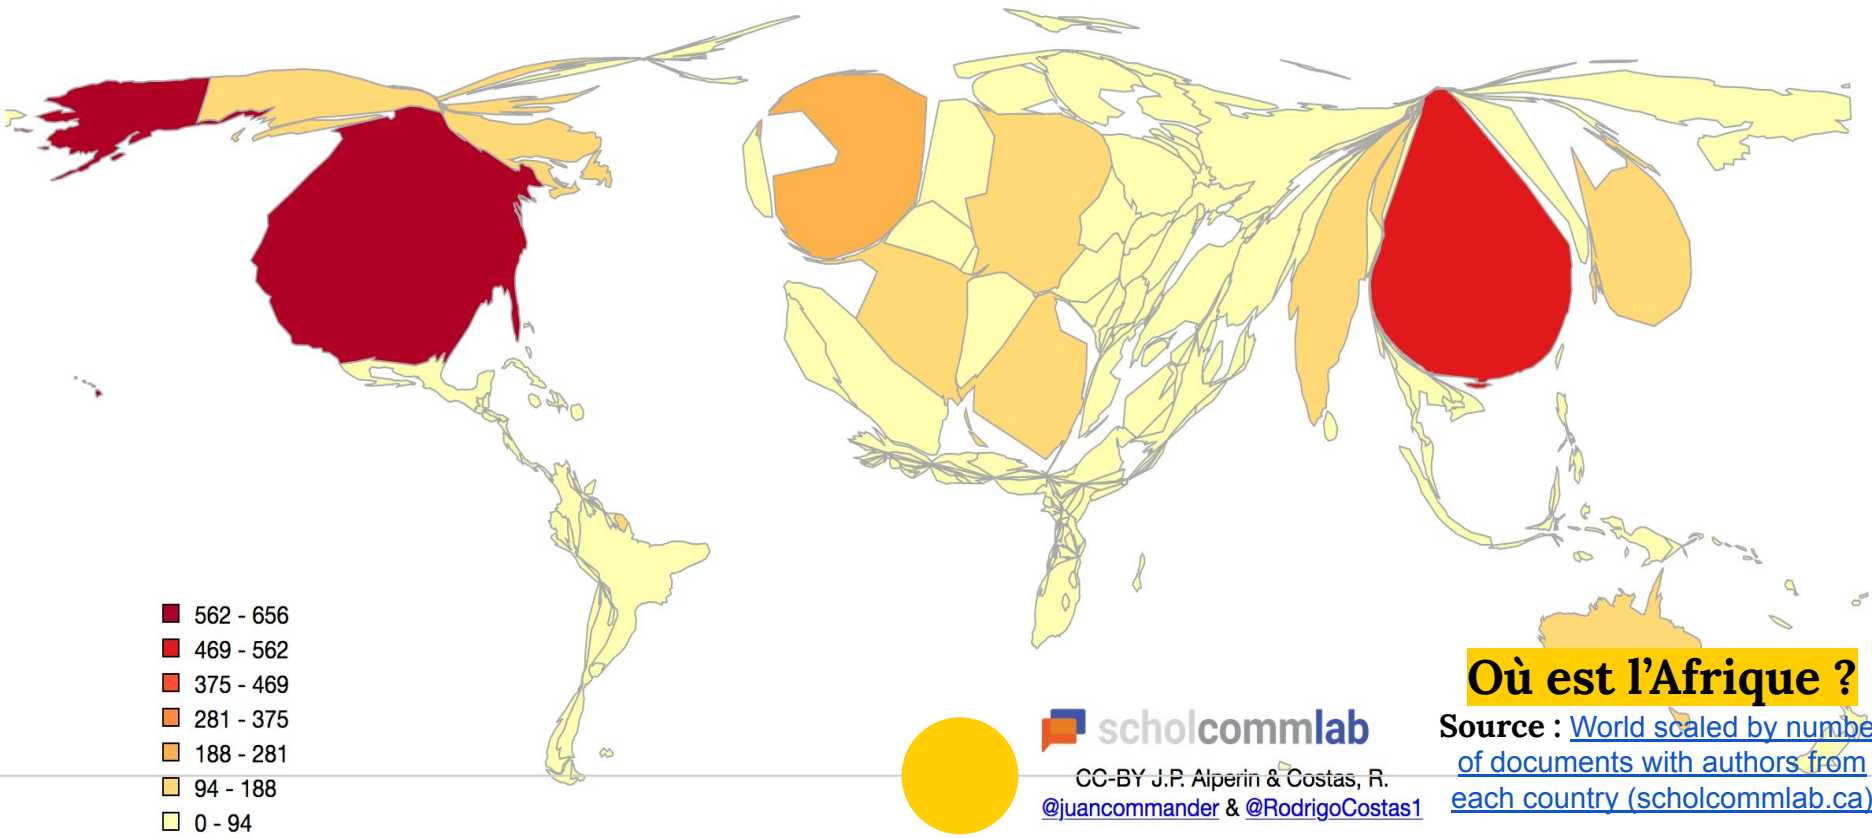 562 - 656
469 - 562
375 - 469
281 - 375
188 - 281
94 - 188
0 - 94
scholcommlab
CC-BY J.P. Alperin & Costas, R.
@juancommander & @RodrigoCostas1
Où est l’Afrique ?
Source : World scaled by numbe
of documents with authors from
each country (scholcommlab.ca)